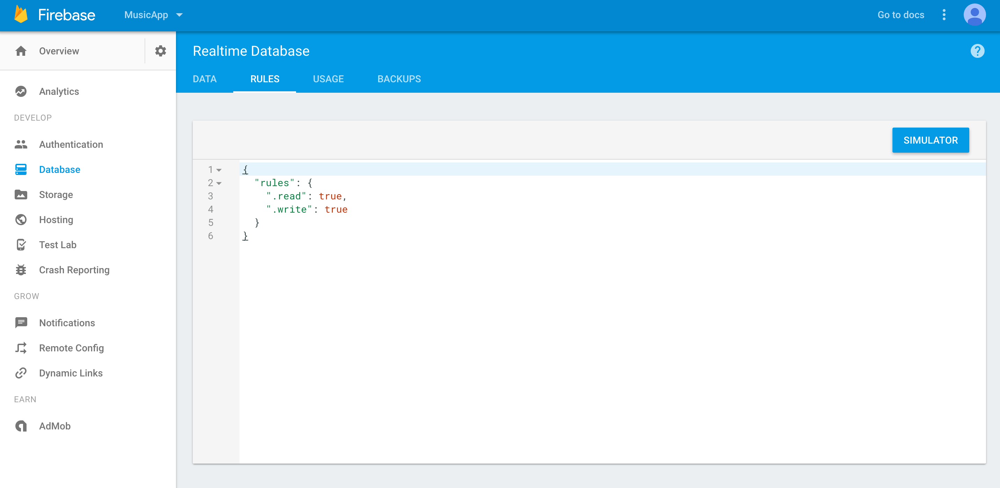 Firebase
MusicApp
Go to docs
Overview
Analytics
DEVELOP
Authentication
Database
Storage
Hosting
Test Lab
Crash Reporting
GROW
Notifications
Remote Config
Dynamic Links
EARN
AdMob
Realtime Database
?
DATA RULES USAGE BACKUPS
SIMULATOR
1 {
2 "rules": {
3 ".read": true,
4 ".write": true
5 }
6 }